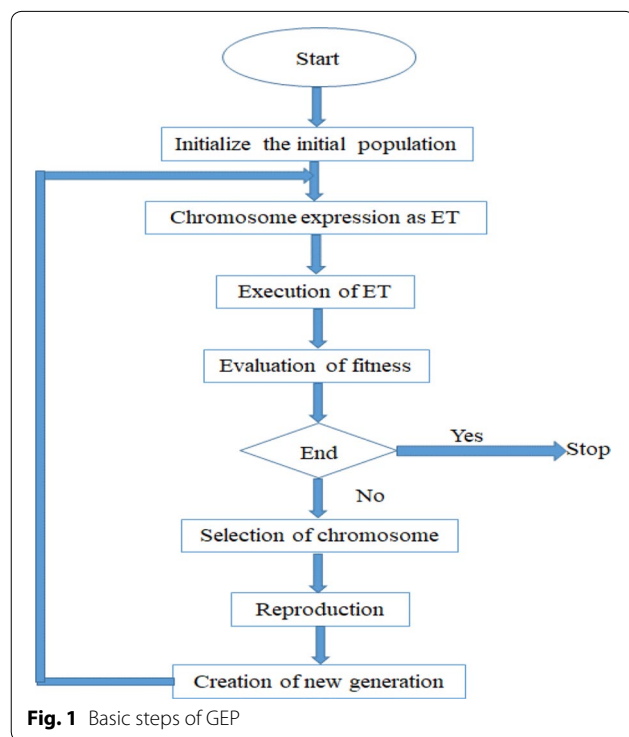 Start
Initialize the initial population
Chromosome expression as ET
Execution of ET
Evaluation of fitness
End
Yes
Stop
No
Selection of chromosome
Reproduction
Creation of new generation
Fig. 1 Basic steps of GEP